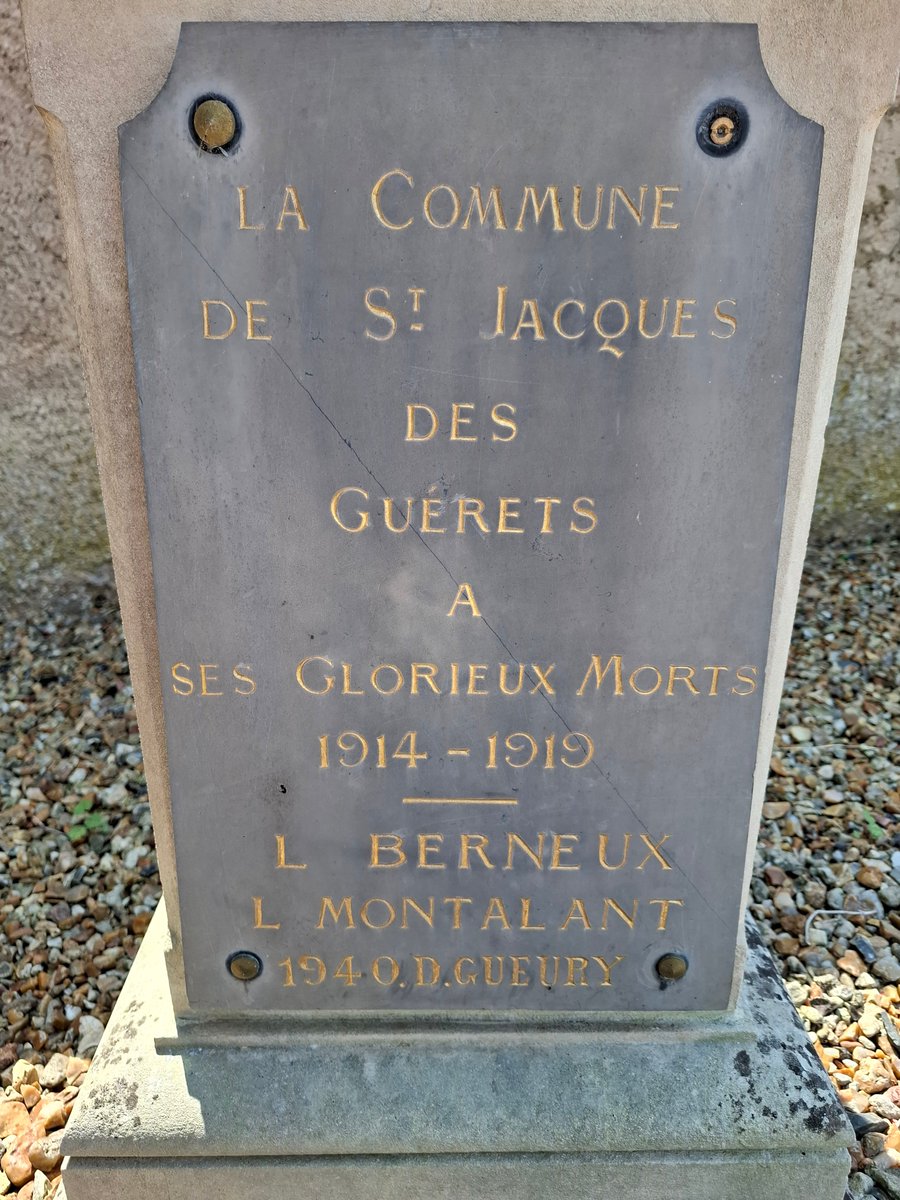 LA COMMUNE
DE ST. JACQUES
DES
GUÉRETS
A
SES GLORIEUX MORTS
1914 - 1919
L BERNEUX
L MONTALANT
1940.D.GUEURY